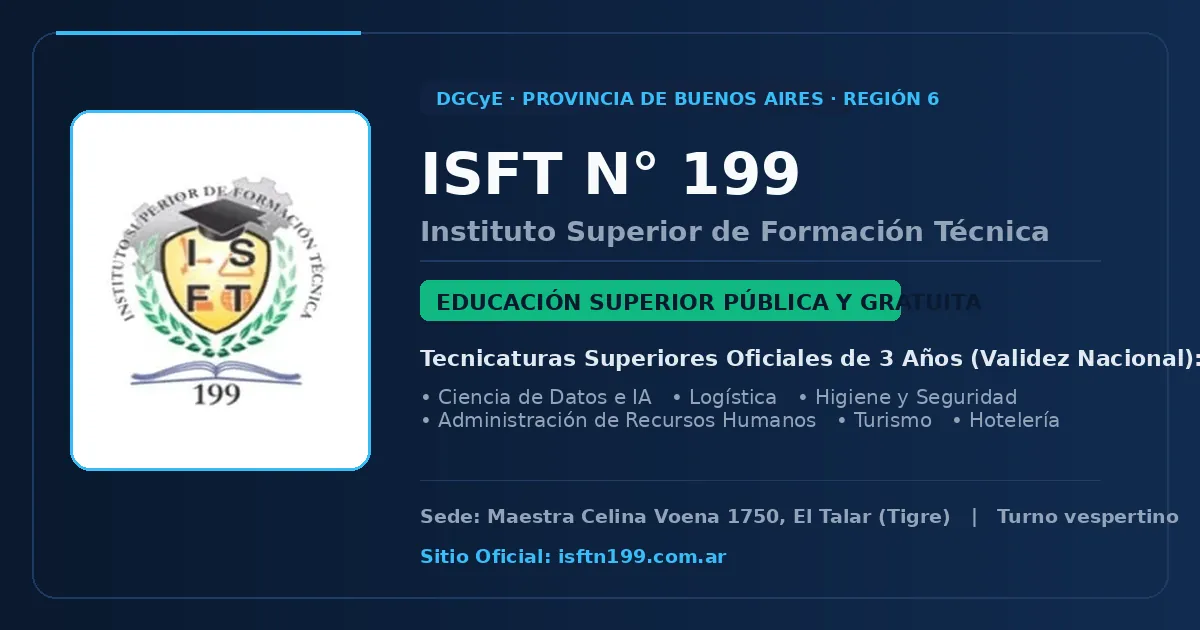 INSTITUTO SUPERIOR DE FORMACIÓN TÉCNICA
I S
F T
199
DGCyE · PROVINCIA DE BUENOS AIRES · REGIÓN 6
ISFT N° 199
Instituto Superior de Formación Técnica
EDUCACIÓN SUPERIOR PÚBLICA Y GRATUITA
Tecnicaturas Superiores Oficiales de 3 Años (Validez Nacional):
• Ciencia de Datos e IA • Logística • Higiene y Seguridad
• Administración de Recursos Humanos • Turismo • Hotelería
Sede: Maestra Celina Voena 1750, El Talar (Tigre) | Turno vespertino
Sitio Oficial: isftn199.com.ar